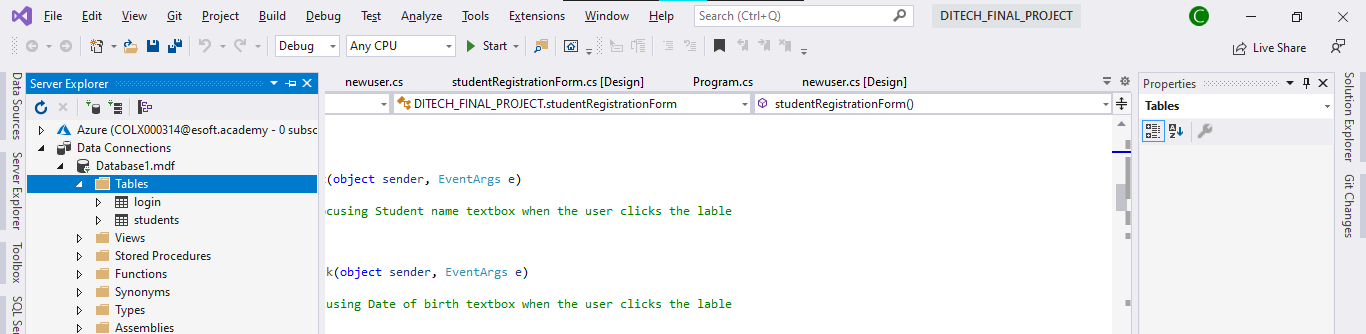 File Edit View Git Project Build Debug Test Analyze Tools Extensions Window Help Search (Ctrl+Q) DITECH_FINAL_PROJECT C
Debug Any CPU Start Live Share
Data Sources
Server Explorer
Toolbox
SQL Ser
Server Explorer
Azure (COLX000314@esoft.academy - 0 subsc
Data Connections
Database1.mdf
Tables
login
students
Views
Stored Procedures
Functions
Synonyms
Types
Assemblies
newuser.cs studentRegistrationForm.cs [Design] Program.cs newuser.cs [Design]
DITECH_FINAL_PROJECT.studentRegistrationForm studentRegistrationForm()
(object sender, EventArgs e)
cusing Student name textbox when the user clicks the lable
k(object sender, EventArgs e)
using Date of birth textbox when the user clicks the lable
Properties
Tables
Solution Explorer
Git Changes